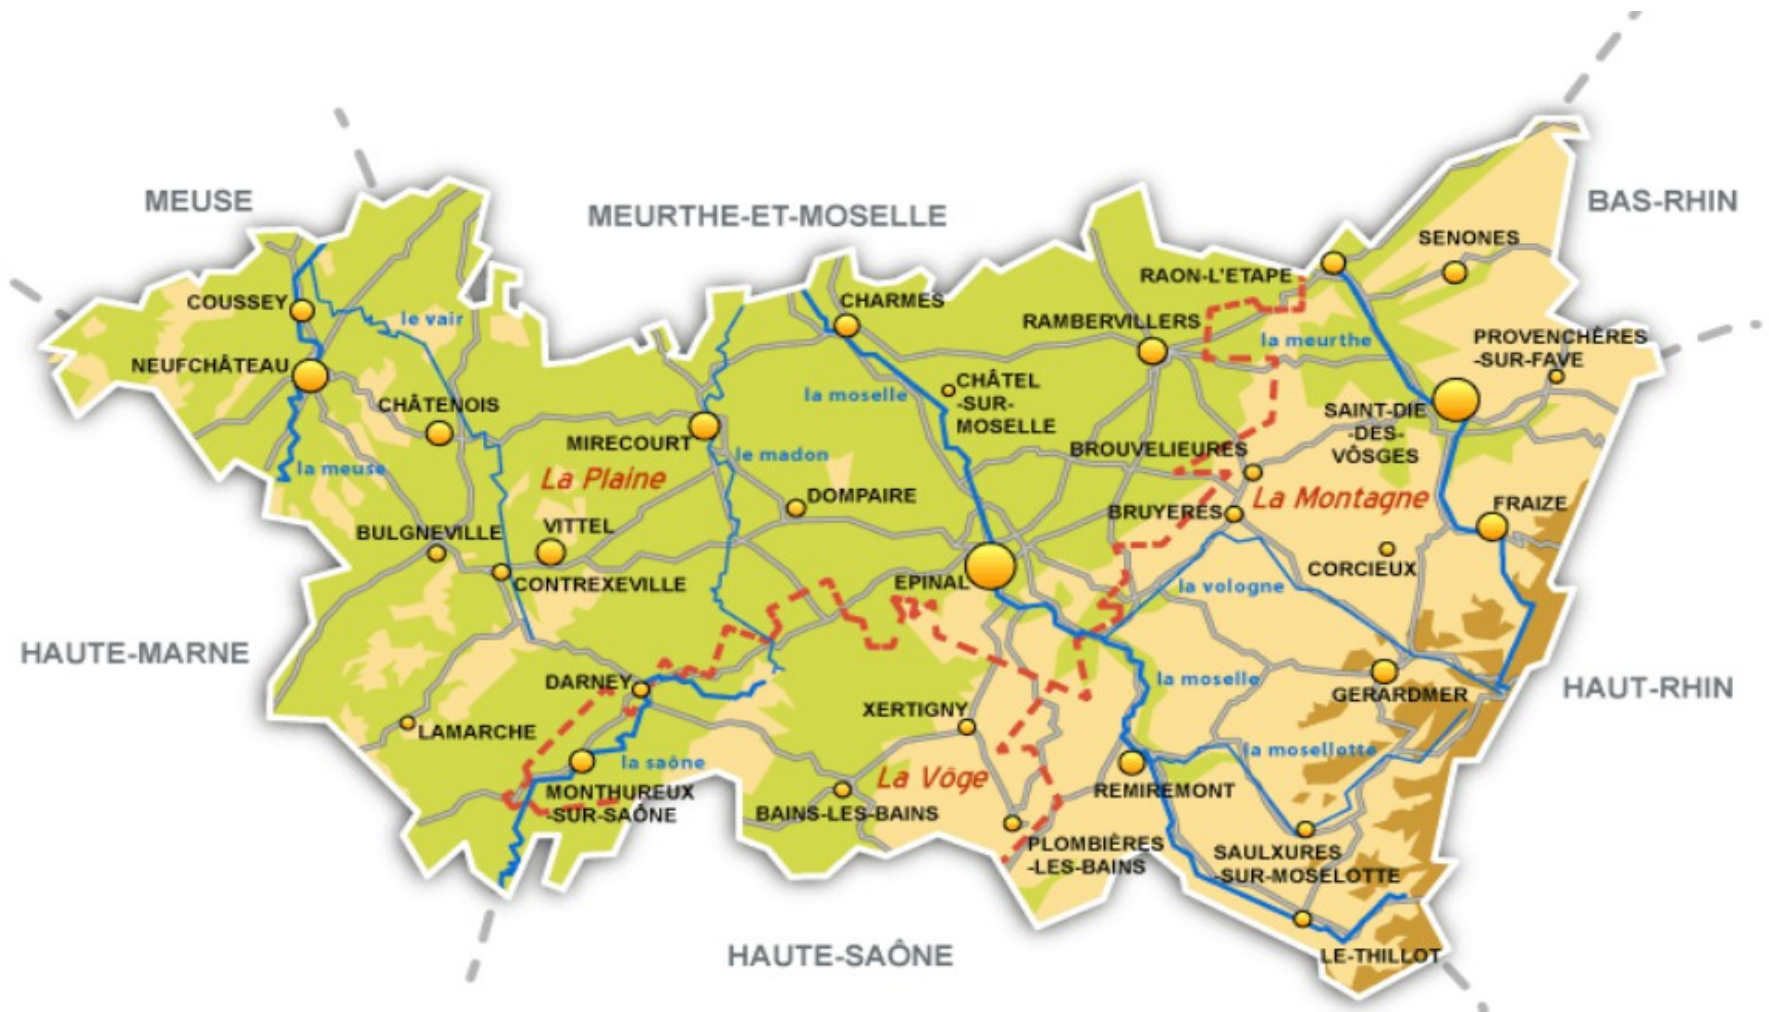 MEUSE
MEURTHE-ET-MOSELLE
BAS-RHIN
SENONES
RAON-L'ETAPE
COUSSEY
CHARMES
le vair
RAMBERVILLERS
la meurthe
PROVENCHÈRES
-SUR-FAVE
NEUFCHÂTEAU
CHÂTEL
-SUR-
MOSELLE
la moselle
CHÂTENOIS
SAINT-DIE
-DES-
VÔSGES
MIRECOURT
le madon
BROUVELIEURES
la meuse
La Plaine
DOMPAIRE
La Montagne
FRAIZE
BRUYERES
BULGNEVILLE
VITTEL
CORCIEUX
CONTREXEVILLE
EPINAL
la vologne
HAUTE-MARNE
DARNEY
la moselle
GERARDMER
HAUT-RHIN
XERTIGNY
LAMARCHE
la mosellotte
la saône
La Vôge
REMIREMONT
MONTHUREUX
-SUR-SAÔNE
BAINS-LES-BAINS
PLOMBIÈRES
-LES-BAINS
SAULXURES
-SUR-MOSELOTTE
HAUTE-SAÔNE
LE-THILLOT